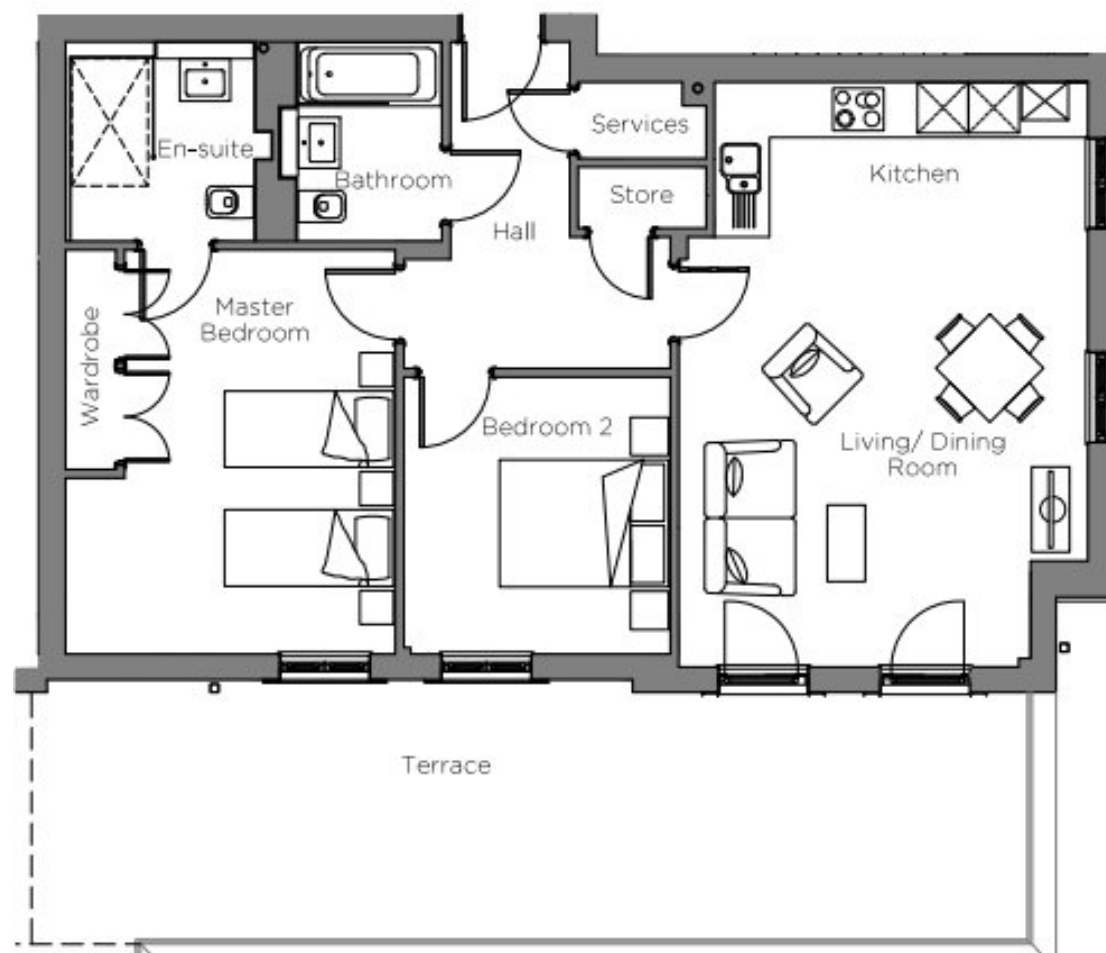 En-suite
Bathroom
Services
Store
Kitchen
Hall
Master
Bedroom
Wardrobe
Bedroom 2
Living/ Dining
Room
Terrace